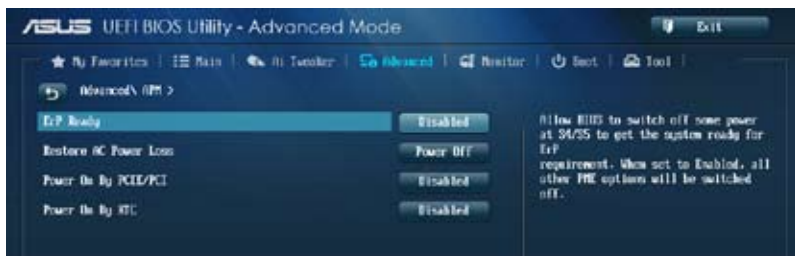 ASUS UEFI BIOS Utility - Advanced Mode
Exit
My Favorites Main Ai Tweaker Advanced Monitor Boot Tool
Advanced\ APM >
ErP Ready Disabled
Restore AC Power Loss Power Off
Power On By PCIE/PCI Disabled
Power On By RTC Disabled
Allow BIOS to switch off some power
at S4/S5 to get the system ready for
ErP
requirement. When set to Enabled, all
other PME options will be switched
off.